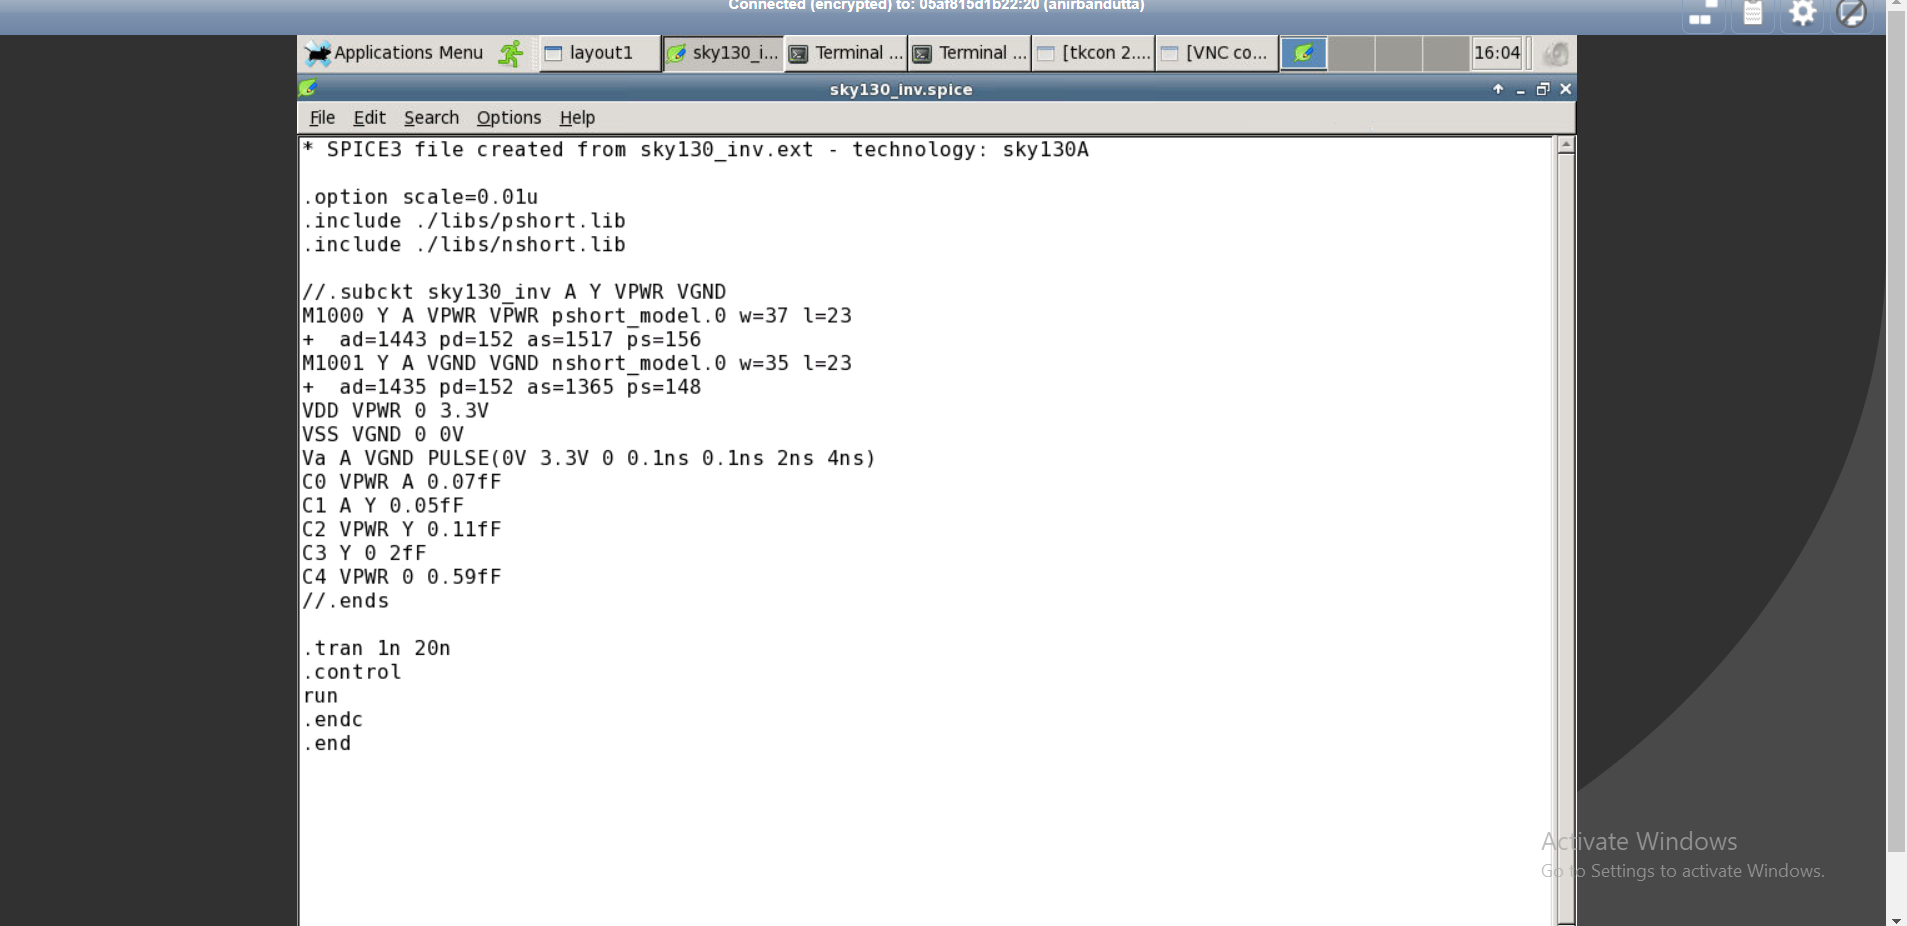 Connected (encrypted) to: 05af815d1b22:20 (anirbandutta)
Applications Menu layout1 sky130_i... Terminal ... Terminal ... [tkcon 2.... [VNC co... 16:04
sky130_inv.spice
File Edit Search Options Help
* SPICE3 file created from sky130_inv.ext - technology: sky130A
.option scale=0.01u
.include ./libs/pshort.lib
.include ./libs/nshort.lib
//.subckt sky130_inv A Y VPWR VGND
M1000 Y A VPWR VPWR pshort_model.0 w=37 l=23
+  ad=1443 pd=152 as=1517 ps=156
M1001 Y A VGND VGND nshort_model.0 w=35 l=23
+  ad=1435 pd=152 as=1365 ps=148
VDD VPWR 0 3.3V
VSS VGND 0 0V
Va A VGND PULSE(0V 3.3V 0 0.1ns 0.1ns 2ns 4ns)
C0 VPWR A 0.07fF
C1 A Y 0.05fF
C2 VPWR Y 0.11fF
C3 Y 0 2fF
C4 VPWR 0 0.59fF
//.ends
.tran 1n 20n
.control
run
.endc
.end
Activate Windows
Go to Settings to activate Windows.